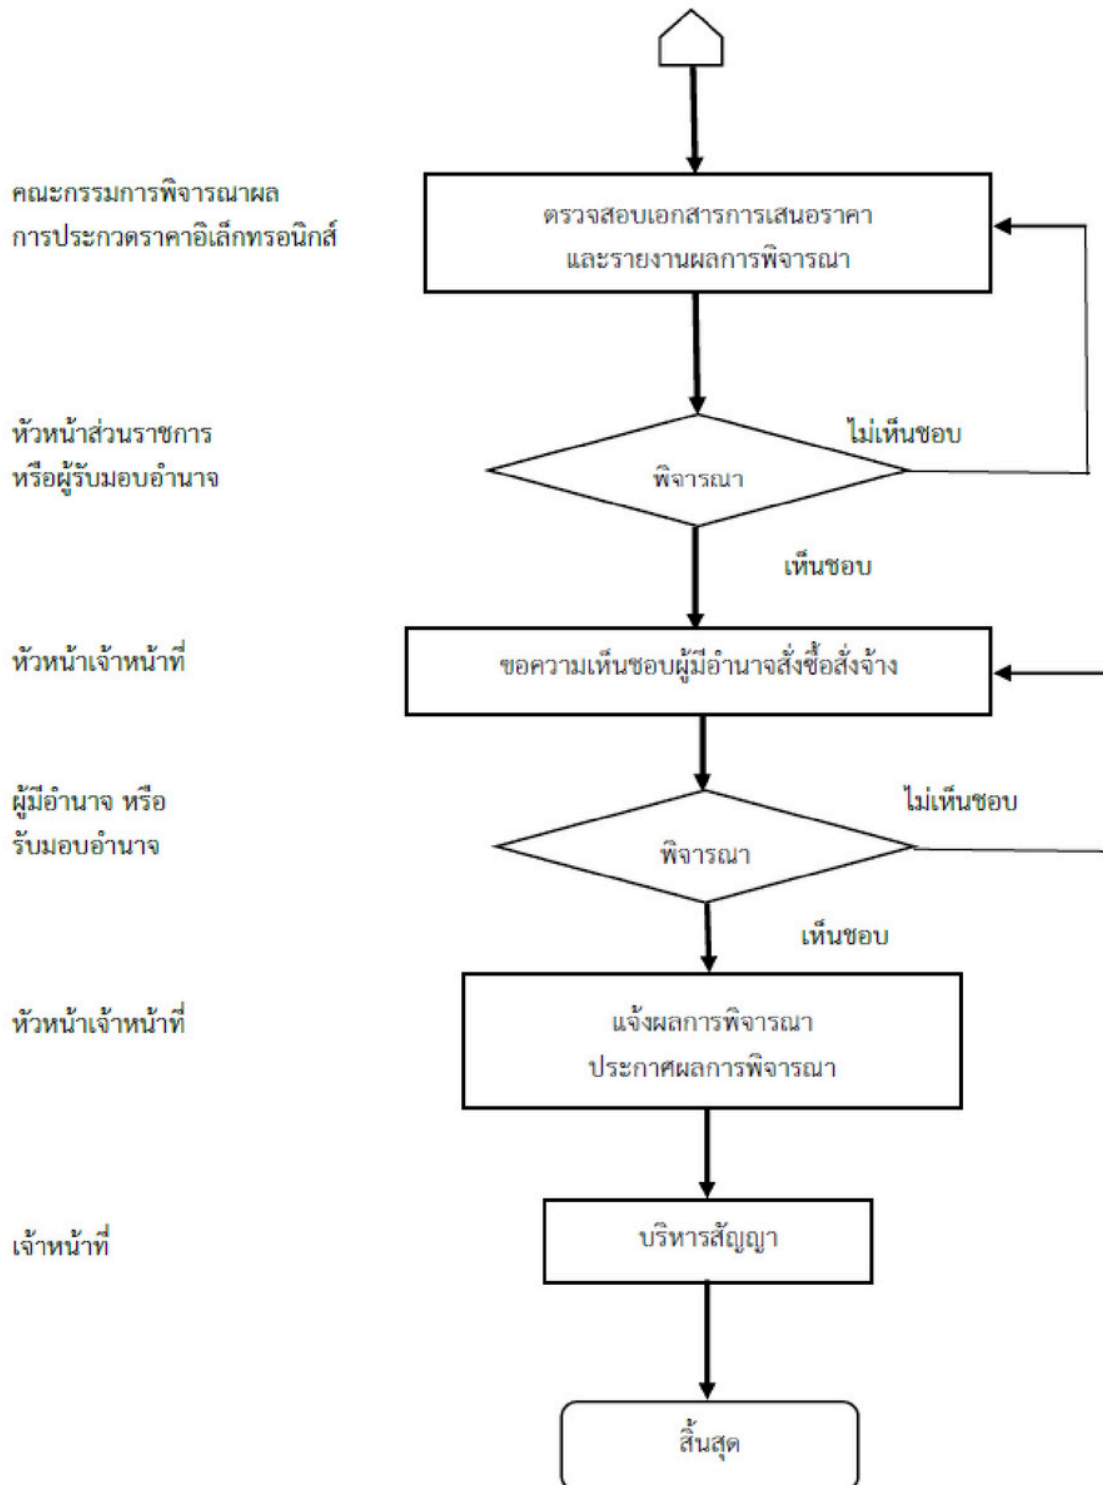 คณะกรรมการพิจารณาผล
การประกวดราคาอิเล็กทรอนิกส์
ตรวจสอบเอกสารการเสนอราคา
และรายงานผลการพิจารณา
หัวหน้าส่วนราชการ
หรือผู้รับมอบอำนาจ
ไม่เห็นชอบ
พิจารณา
เห็นชอบ
หัวหน้าเจ้าหน้าที่
ขอความเห็นชอบผู้มีอำนาจสั่งซื้อสั่งจ้าง
ผู้มีอำนาจ หรือ
รับมอบอำนาจ
ไม่เห็นชอบ
พิจารณา
เห็นชอบ
หัวหน้าเจ้าหน้าที่
แจ้งผลการพิจารณา
ประกาศผลการพิจารณา
เจ้าหน้าที่
บริหารสัญญา
สิ้นสุด